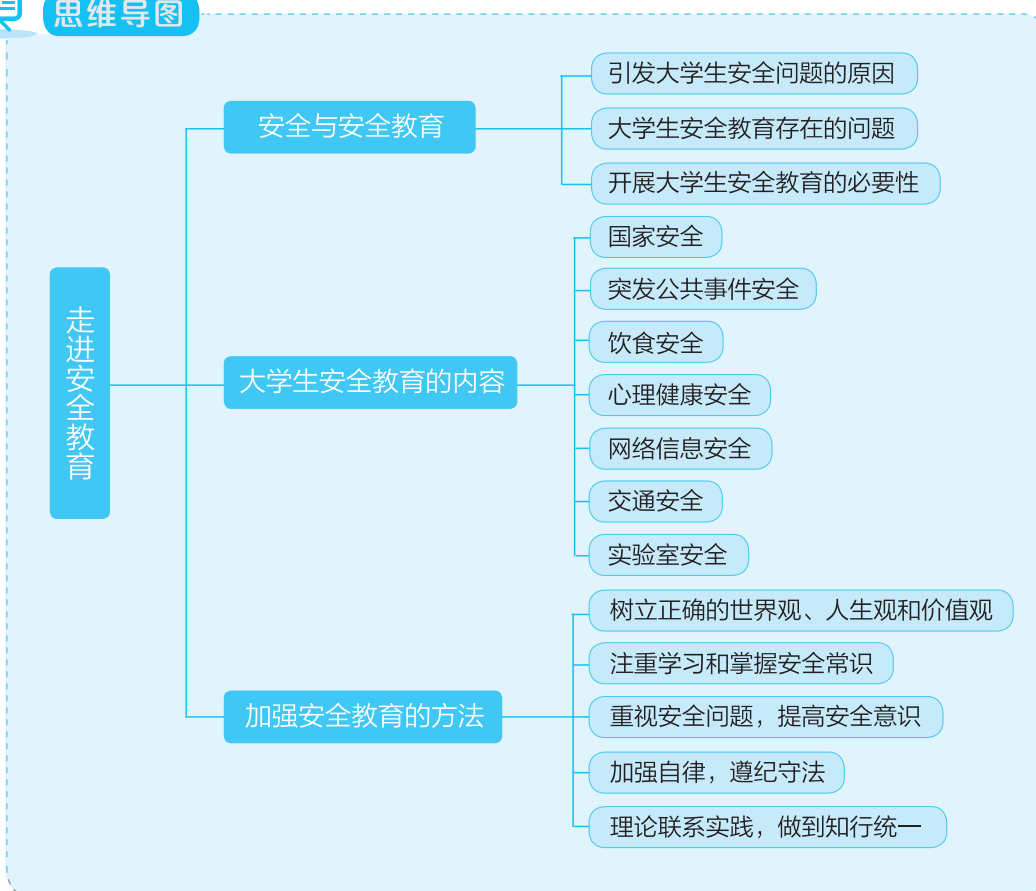 思维导图
走进安全教育
安全与安全教育
引发大学生安全问题的原因
大学生安全教育存在的问题
开展大学生安全教育的必要性
大学生安全教育的内容
国家安全
突发公共事件安全
饮食安全
心理健康安全
网络信息安全
交通安全
实验室安全
加强安全教育的方法
树立正确的世界观、人生观和价值观
注重学习和掌握安全常识
重视安全问题，提高安全意识
加强自律，遵纪守法
理论联系实践，做到知行统一